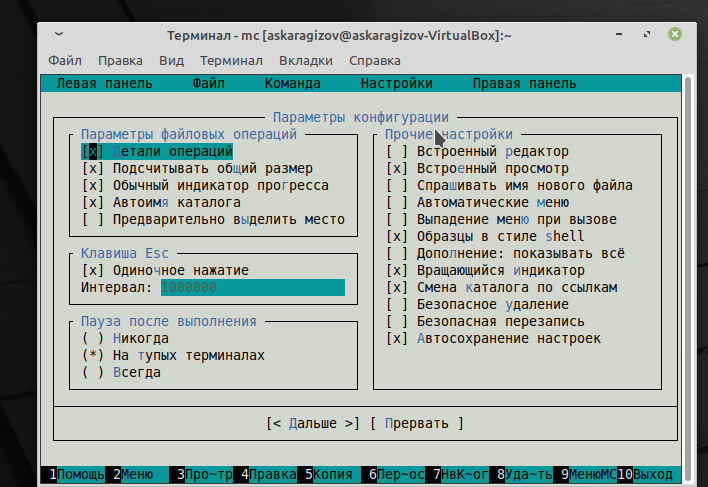 Терминал - mc [askaragizov@askaragizov-VirtualBox]:~
Файл Правка Вид Терминал Вкладки Справка
Левая панель Файл Команда Настройки Правая панель
Параметры конфигурации
Параметры файловых операций
[x] Детали операций
[x] Подсчитывать общий размер
[x] Обычный индикатор прогресса
[x] Автоимя каталога
[ ] Предварительно выделить место
Клавиша Esc
[x] Одиночное нажатие
Интервал: 1000000
Пауза после выполнения
( ) Никогда
(*) На тупых терминалах
( ) Всегда
Прочие настройки
[ ] Встроенный редактор
[x] Встроенный просмотр
[ ] Спрашивать имя нового файла
[ ] Автоматические меню
[ ] Выпадение меню при вызове
[x] Образцы в стиле shell
[ ] Дополнение: показывать всё
[x] Вращающийся индикатор
[x] Смена каталога по ссылкам
[ ] Безопасное удаление
[ ] Безопасная перезапись
[x] Автосохранение настроек
[< Дальше >] [ Прервать ]
1Помощь 2Меню 3Про~тр 4Правка 5Копия 6Пер~ос 7НвК~ог 8Уда~ть 9МенюMC 10Выход